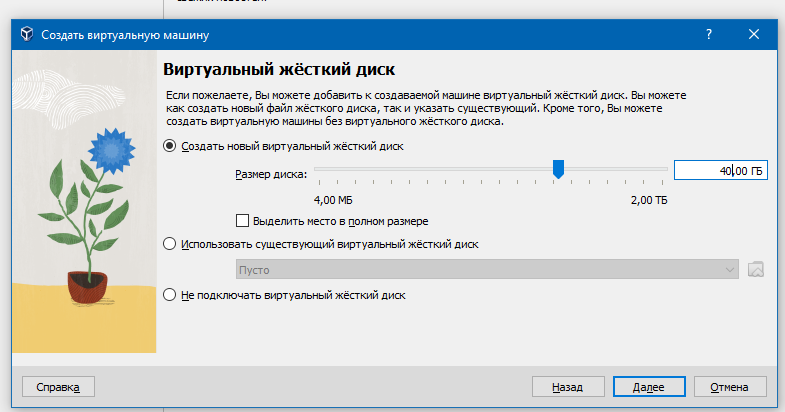 Создать виртуальную машину
?
Виртуальный жёсткий диск
Если пожелаете, Вы можете добавить к создаваемой машине виртуальный жёсткий диск. Вы можете
как создать новый файл жёсткого диска, так и указать существующий. Кроме того, Вы можете
создать виртуальную машины без виртуального жёсткого диска.
Создать новый виртуальный жёсткий диск
Размер диска: 40,00 ГБ
4,00 МБ 2,00 ТБ
Выделить место в полном размере
Использовать существующий виртуальный жёсткий диск
Пусто
Не подключать виртуальный жёсткий диск
Справка Назад Далее Отмена